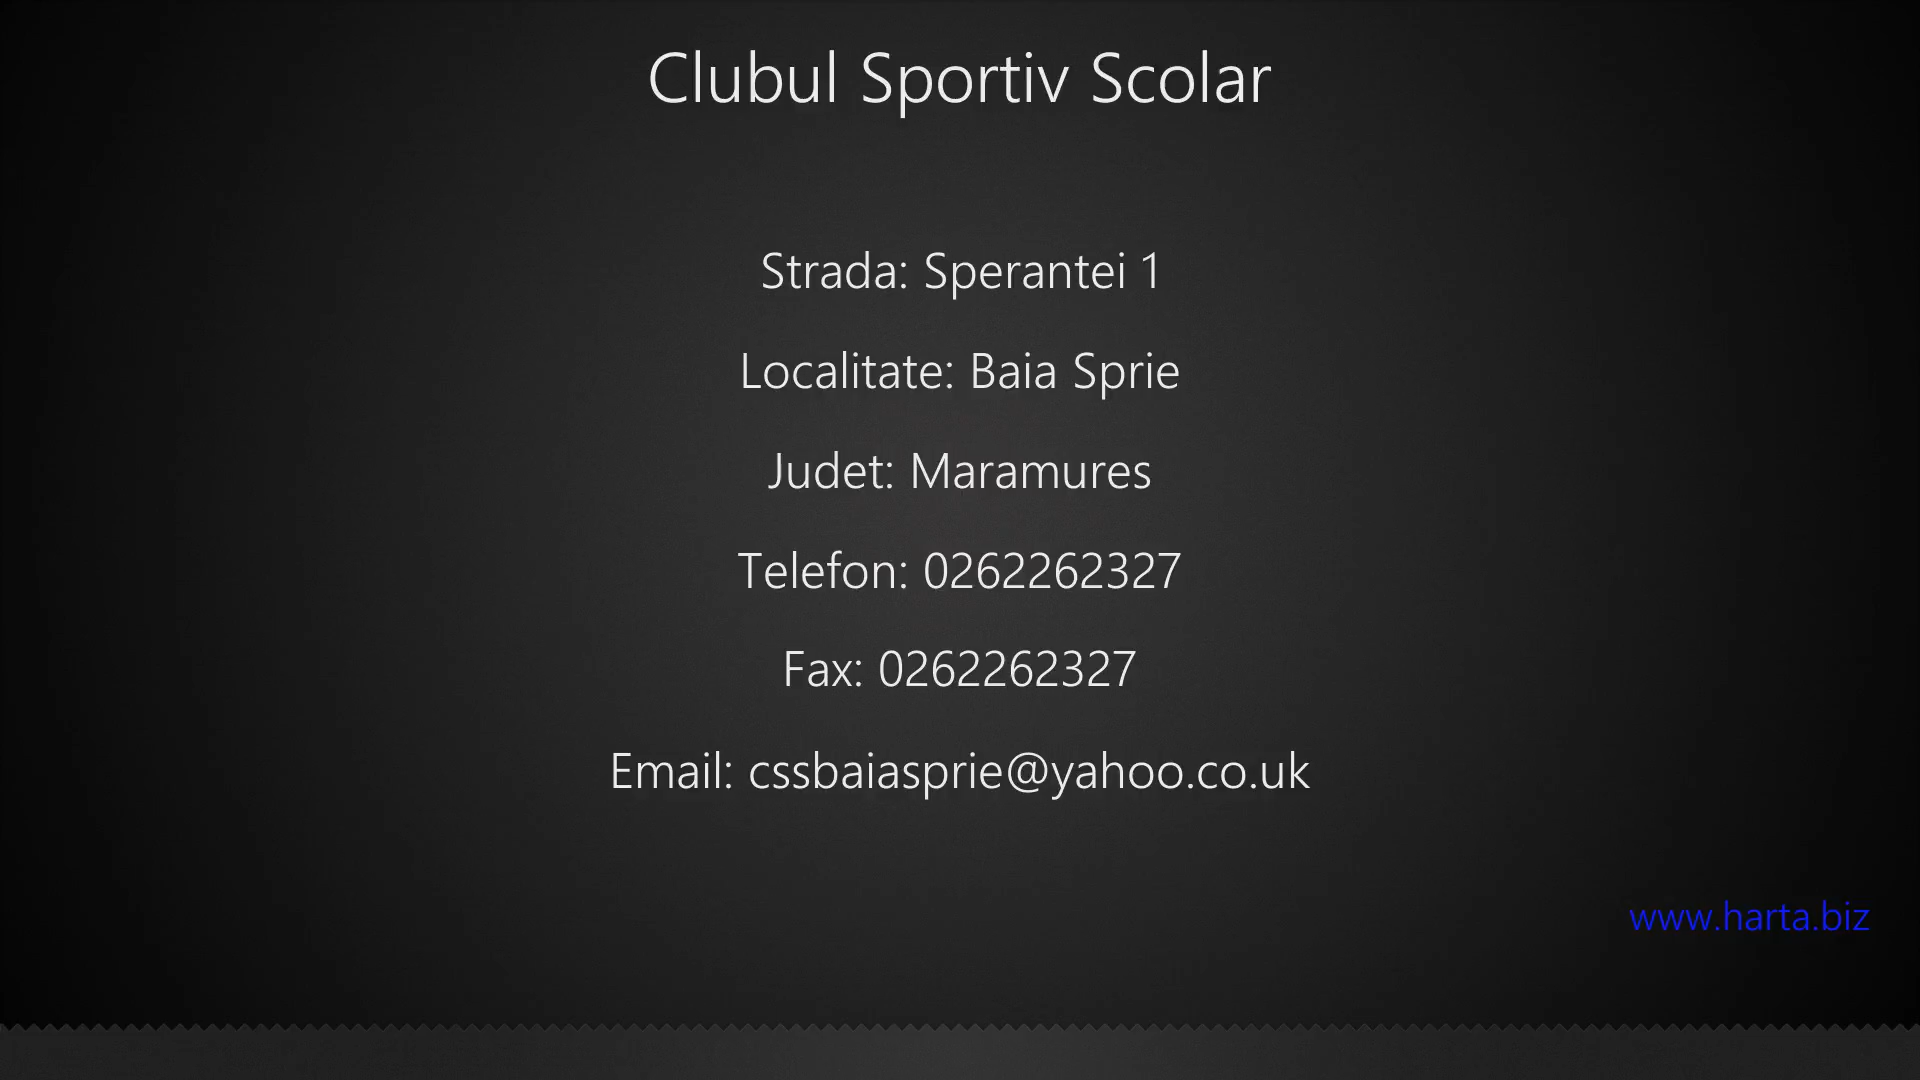 Clubul Sportiv Scolar
Strada: Sperantei 1
Localitate: Baia Sprie
Judet: Maramures
Telefon: 0262262327
Fax: 0262262327
Email: cssbaiasprie@yahoo.co.uk
www.harta.biz